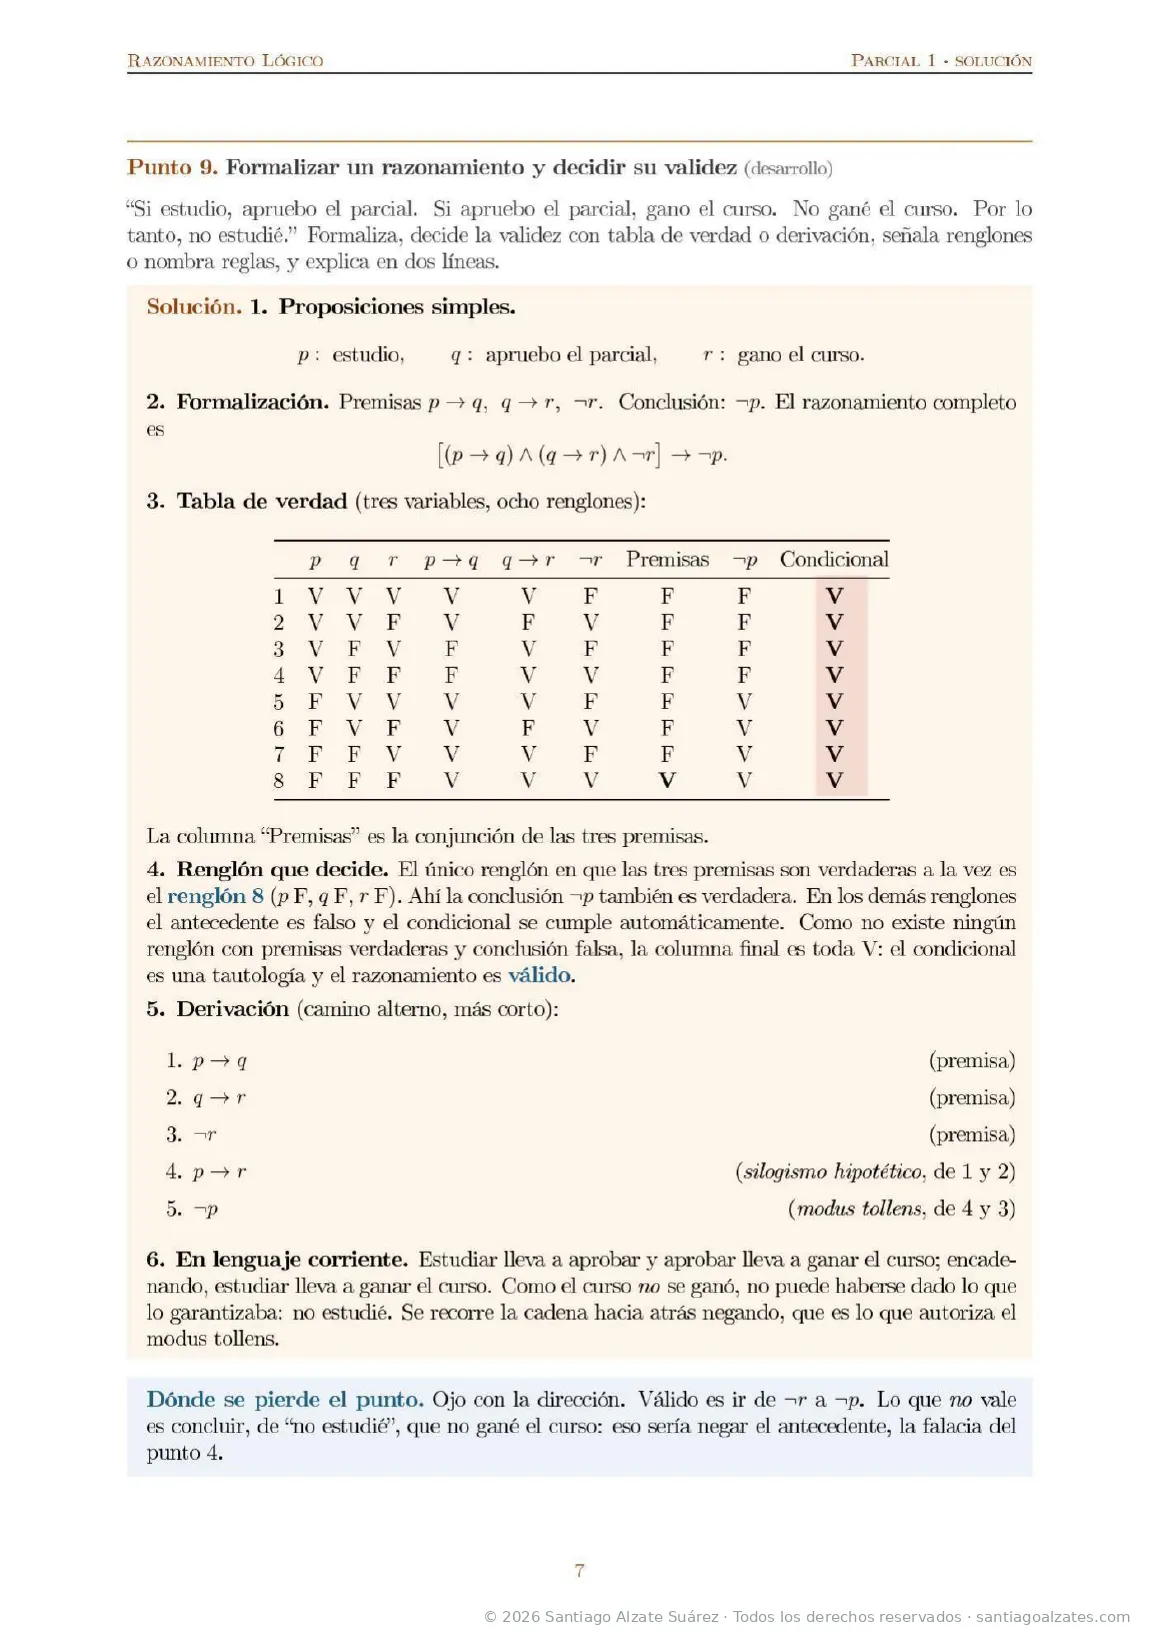 Razonamiento Lógico Parcial 1 · solución
Punto 9. Formalizar un razonamiento y decidir su validez (desarrollo)
“Si estudio, apruebo el parcial. Si apruebo el parcial, gano el curso. No gané el curso. Por lo
tanto, no estudié.” Formaliza, decide la validez con tabla de verdad o derivación, señala renglones
o nombra reglas, y explica en dos líneas.
Solución. 1. Proposiciones simples.
p : estudio, q : apruebo el parcial, r : gano el curso.
2. Formalización. Premisas p → q, q → r, ¬r. Conclusión: ¬p. El razonamiento completo
es
[(p → q) ∧ (q → r) ∧ ¬r] → ¬p.
3. Tabla de verdad (tres variables, ocho renglones):
p q r p → q q → r ¬r Premisas ¬p Condicional
1 V V V V V F F F V
2 V V F V F V F F V
3 V F V F V F F F V
4 V F F F V V F F V
5 F V V V V F F V V
6 F V F V F V F V V
7 F F V V V F F V V
8 F F F V V V V V V
La columna “Premisas” es la conjunción de las tres premisas.
4. Renglón que decide. El único renglón en que las tres premisas son verdaderas a la vez es
el renglón 8 (p F, q F, r F). Ahí la conclusión ¬p también es verdadera. En los demás renglones
el antecedente es falso y el condicional se cumple automáticamente. Como no existe ningún
renglón con premisas verdaderas y conclusión falsa, la columna final es toda V: el condicional
es una tautología y el razonamiento es válido.
5. Derivación (camino alterno, más corto):
1. p → q (premisa)
2. q → r (premisa)
3. ¬r (premisa)
4. p → r (silogismo hipotético, de 1 y 2)
5. ¬p (modus tollens, de 4 y 3)
6. En lenguaje corriente. Estudiar lleva a aprobar y aprobar lleva a ganar el curso; encade-
nando, estudiar lleva a ganar el curso. Como el curso no se ganó, no puede haberse dado lo que
lo garantizaba: no estudié. Se recorre la cadena hacia atrás negando, que es lo que autoriza el
modus tollens.
Dónde se pierde el punto. Ojo con la dirección. Válido es ir de ¬r a ¬p. Lo que no vale
es concluir, de “no estudié”, que no gané el curso: eso sería negar el antecedente, la falacia del
punto 4.
7
© 2026 Santiago Alzate Suárez · Todos los derechos reservados · santiagoalzates.com